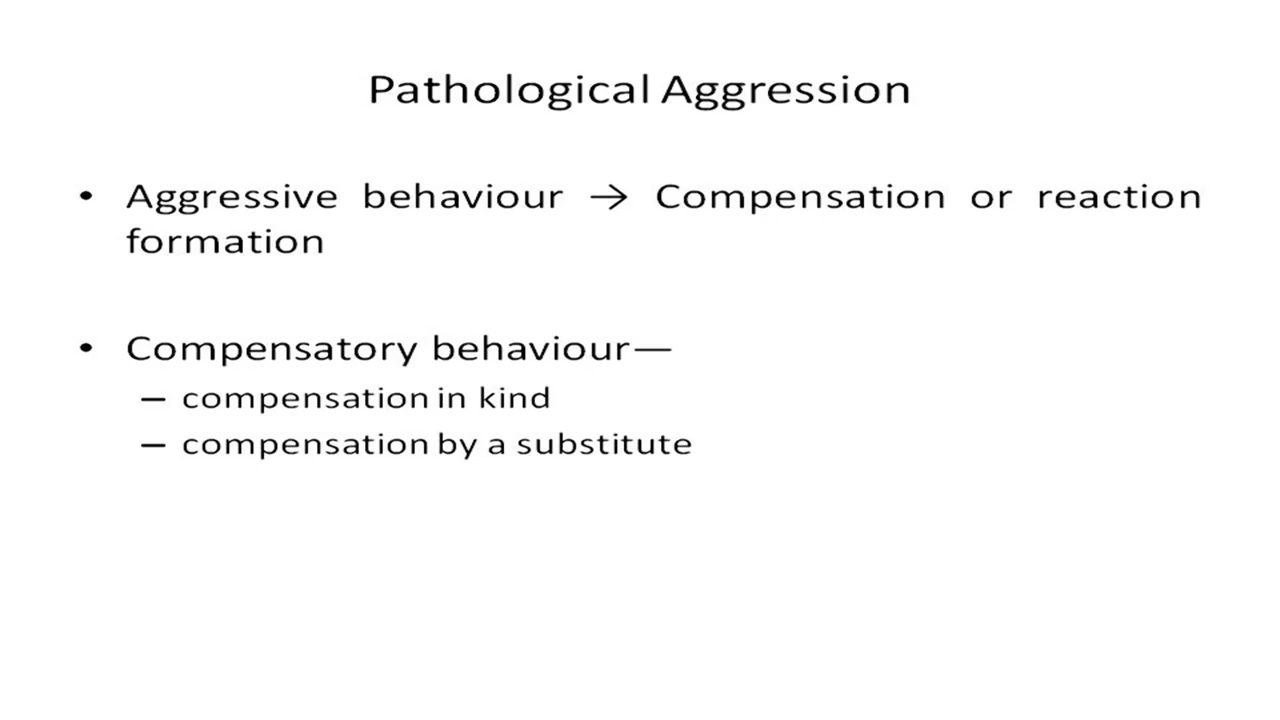 Pathological Aggression
• Aggressive behaviour → Compensation or reaction
formation
• Compensatory behaviour—
– compensation in kind
– compensation by a substitute